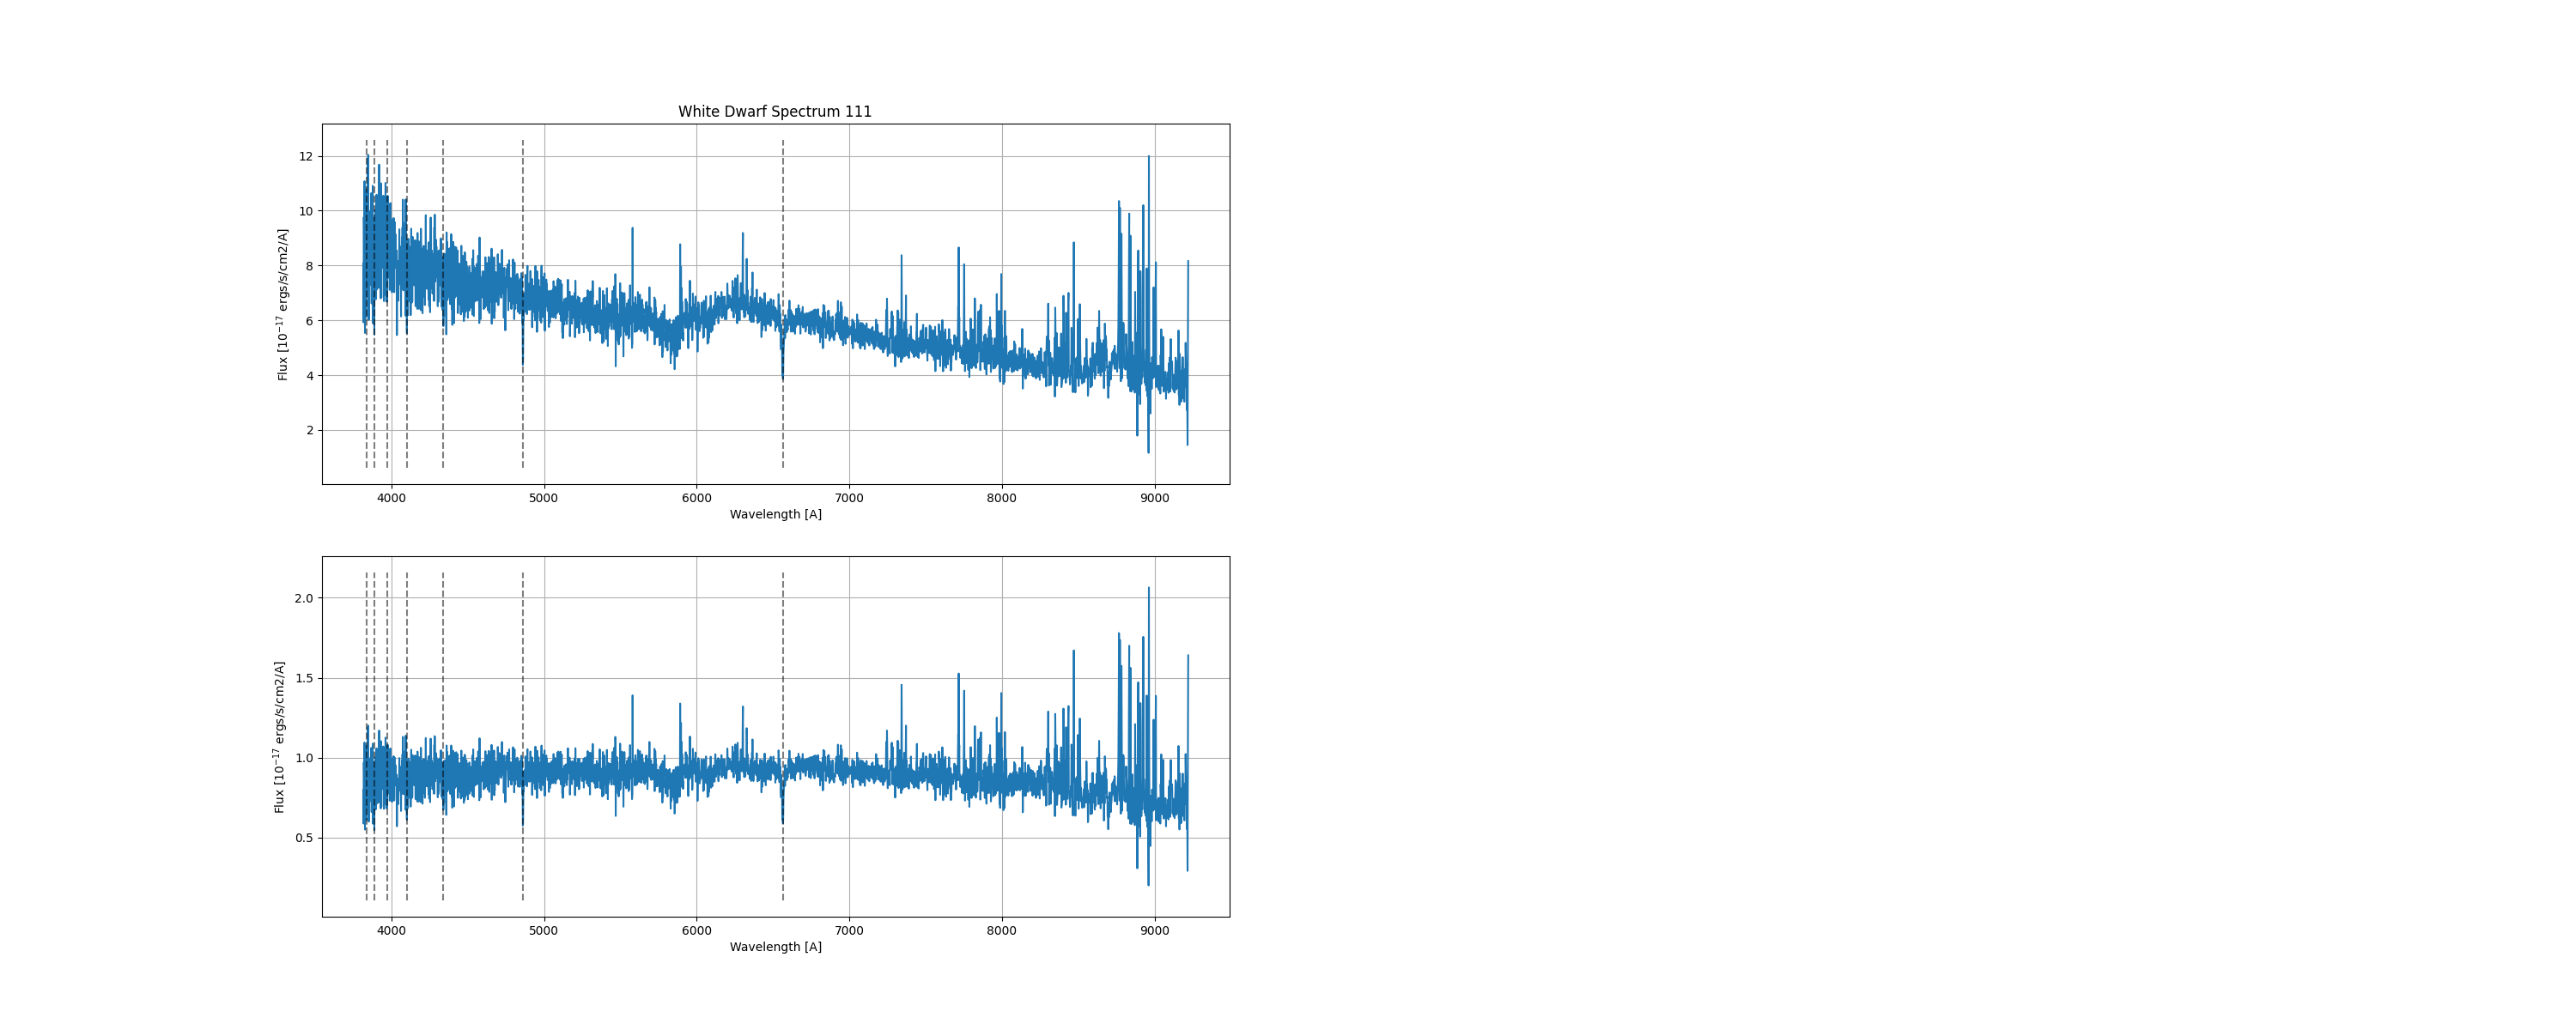 White Dwarf Spectrum 111
12
10
8
6
4
2
Flux [10⁻¹⁷ ergs/s/cm2/A]
4000 5000 6000 7000 8000 9000
Wavelength [A]
2.0
1.5
1.0
0.5
Flux [10⁻¹⁷ ergs/s/cm2/A]
4000 5000 6000 7000 8000 9000
Wavelength [A]